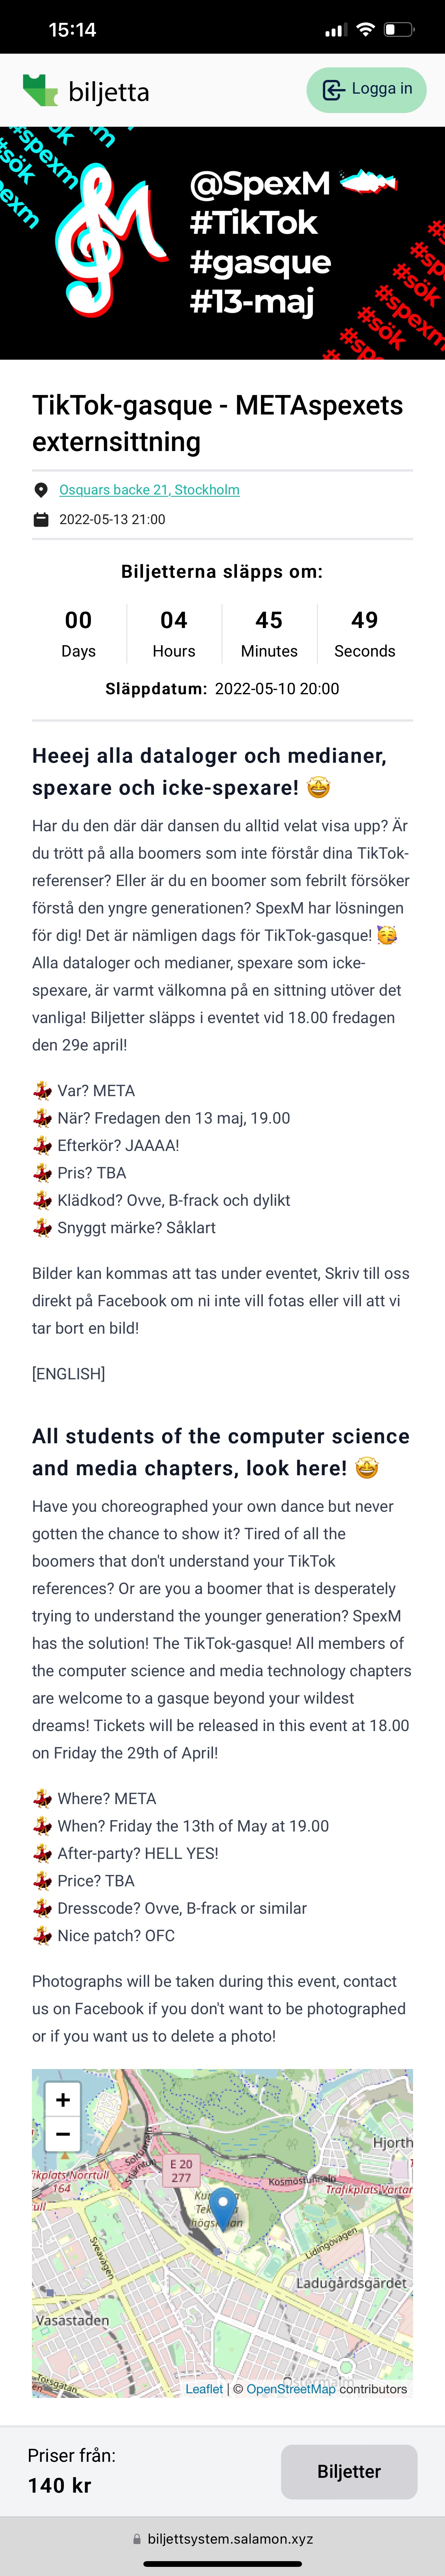 15:14
biljetta
Logga in
@SpexM
#TikTok
#gasque
#13-maj
#spexm
#sök
#spexm
#sök
TikTok-gasque - METAspexets
externsittning
Osquars backe 21, Stockholm
2022-05-13 21:00
Biljetterna släpps om:
00 04 45 49
Days Hours Minutes Seconds
Släppdatum: 2022-05-10 20:00
Heeej alla dataloger och medianer,
spexare och icke-spexare! 🤩
Har du den där där dansen du alltid velat visa upp? Är
du trött på alla boomers som inte förstår dina TikTok-
referenser? Eller är du en boomer som febrilt försöker
förstå den yngre generationen? SpexM har lösningen
för dig! Det är nämligen dags för TikTok-gasque! 🥳
Alla dataloger och medianer, spexare som icke-
spexare, är varmt välkomna på en sittning utöver det
vanliga! Biljetter släpps i eventet vid 18.00 fredagen
den 29e april!
💃 Var? META
💃 När? Fredagen den 13 maj, 19.00
💃 Efterkör? JAAAA!
💃 Pris? TBA
💃 Klädkod? Ovve, B-frack och dylikt
💃 Snyggt märke? Såklart
Bilder kan kommas att tas under eventet, Skriv till oss
direkt på Facebook om ni inte vill fotas eller vill att vi
tar bort en bild!
[ENGLISH]
All students of the computer science
and media chapters, look here! 🤩
Have you choreographed your own dance but never
gotten the chance to show it? Tired of all the
boomers that don't understand your TikTok
references? Or are you a boomer that is desperately
trying to understand the younger generation? SpexM
has the solution! The TikTok-gasque! All members of
the computer science and media technology chapters
are welcome to a gasque beyond your wildest
dreams! Tickets will be released in this event at 18.00
on Friday the 29th of April!
💃 Where? META
💃 When? Friday the 13th of May at 19.00
💃 After-party? HELL YES!
💃 Price? TBA
💃 Dresscode? Ovve, B-frack or similar
💃 Nice patch? OFC
Photographs will be taken during this event, contact
us on Facebook if you don't want to be photographed
or if you want us to delete a photo!
+
−
Hjorth
E 20
277
ikplats Norrtull
164
Kosmostunneln
Trafikplats Värtan
Lidingövägen
Sveavägen
Ladugårdsgärdet
Vasastaden
Torsgatan
Leaflet | © OpenStreetMap contributors
Priser från:
140 kr
Biljetter
biljettsystem.salamon.xyz